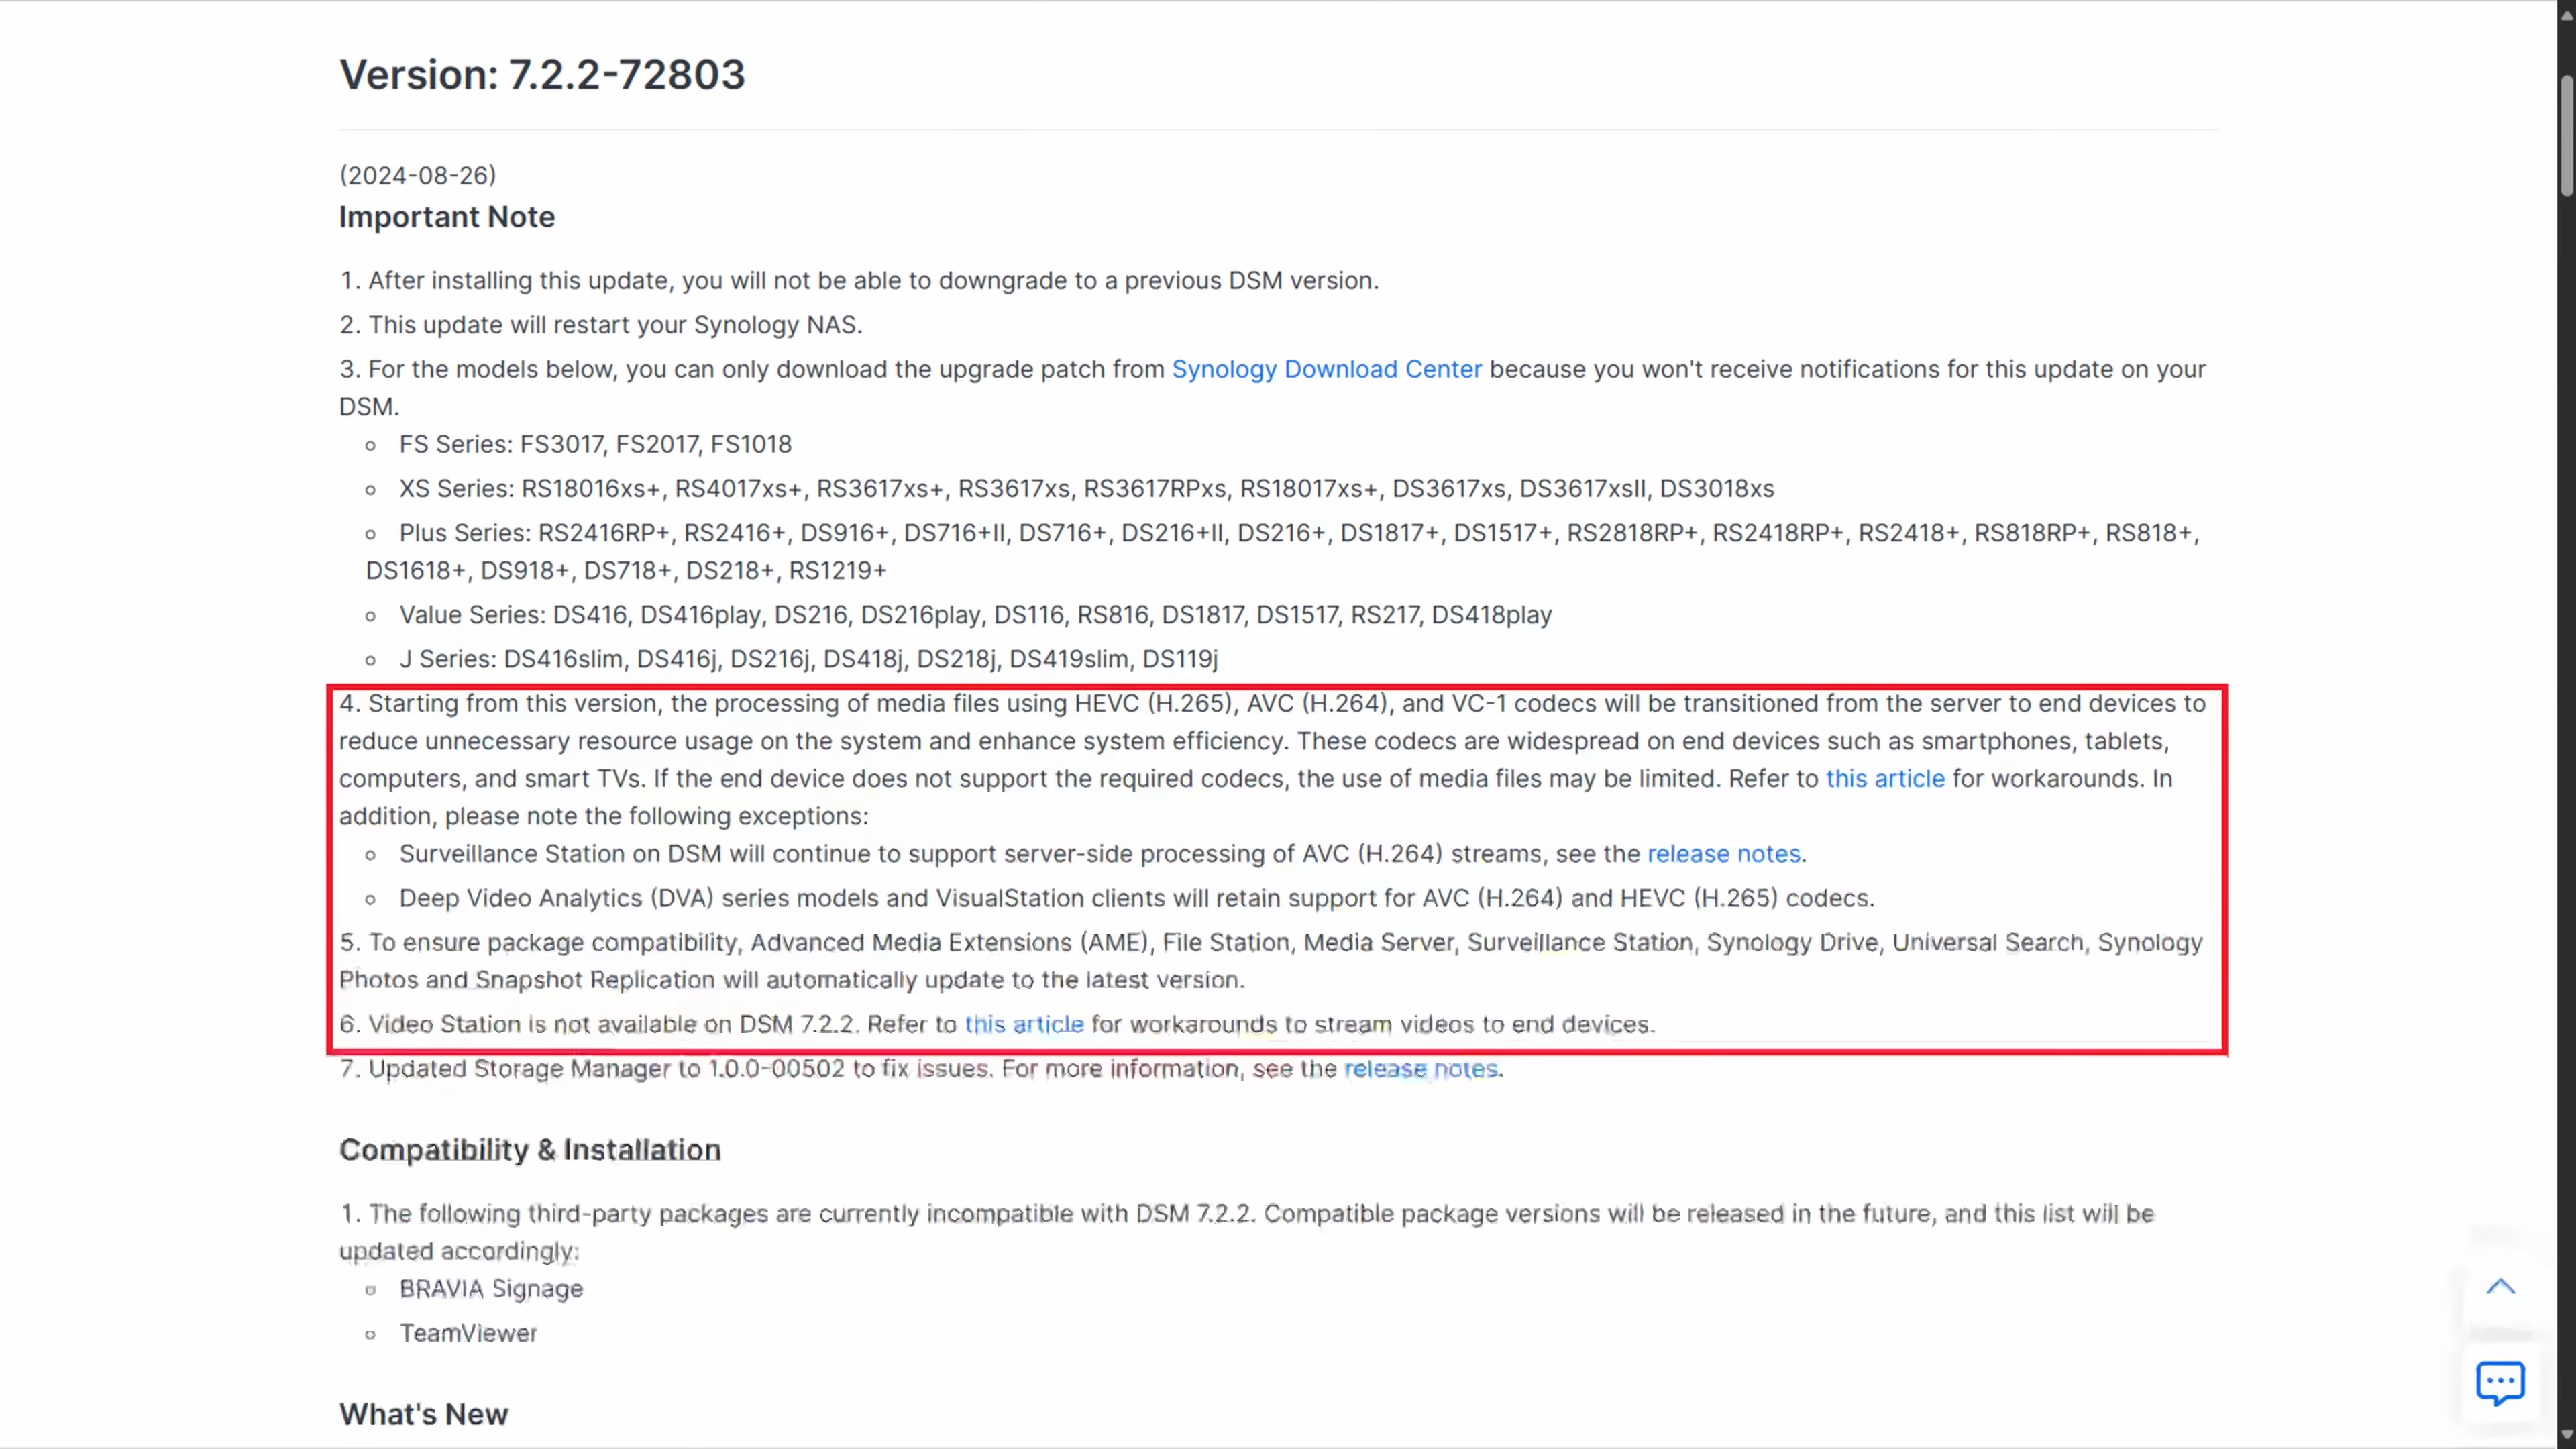 Version: 7.2.2-72803
(2024-08-26)
Important Note
1. After installing this update, you will not be able to downgrade to a previous DSM version.
2. This update will restart your Synology NAS.
3. For the models below, you can only download the upgrade patch from Synology Download Center because you won't receive notifications for this update on your
DSM.
FS Series: FS3017, FS2017, FS1018
XS Series: RS18016xs+, RS4017xs+, RS3617xs+, RS3617xs, RS3617RPxs, RS18017xs+, DS3617xs, DS3617xsII, DS3018xs
Plus Series: RS2416RP+, RS2416+, DS916+, DS716+II, DS716+, DS216+II, DS216+, DS1817+, DS1517+, RS2818RP+, RS2418RP+, RS2418+, RS818RP+, RS818+,
DS1618+, DS918+, DS718+, DS218+, RS1219+
Value Series: DS416, DS416play, DS216, DS216play, DS116, RS816, DS1817, DS1517, RS217, DS418play
J Series: DS416slim, DS416j, DS216j, DS418j, DS218j, DS419slim, DS119j
4. Starting from this version, the processing of media files using HEVC (H.265), AVC (H.264), and VC-1 codecs will be transitioned from the server to end devices to
reduce unnecessary resource usage on the system and enhance system efficiency. These codecs are widespread on end devices such as smartphones, tablets,
computers, and smart TVs. If the end device does not support the required codecs, the use of media files may be limited. Refer to this article for workarounds. In
addition, please note the following exceptions:
Surveillance Station on DSM will continue to support server-side processing of AVC (H.264) streams, see the release notes.
Deep Video Analytics (DVA) series models and VisualStation clients will retain support for AVC (H.264) and HEVC (H.265) codecs.
5. To ensure package compatibility, Advanced Media Extensions (AME), File Station, Media Server, Surveillance Station, Synology Drive, Universal Search, Synology
Photos and Snapshot Replication will automatically update to the latest version.
6. Video Station is not available on DSM 7.2.2. Refer to this article for workarounds to stream videos to end devices.
7. Updated Storage Manager to 1.0.0-00502 to fix issues. For more information, see the release notes.
Compatibility & Installation
1. The following third-party packages are currently incompatible with DSM 7.2.2. Compatible package versions will be released in the future, and this list will be
updated accordingly:
BRAVIA Signage
TeamViewer
What's New